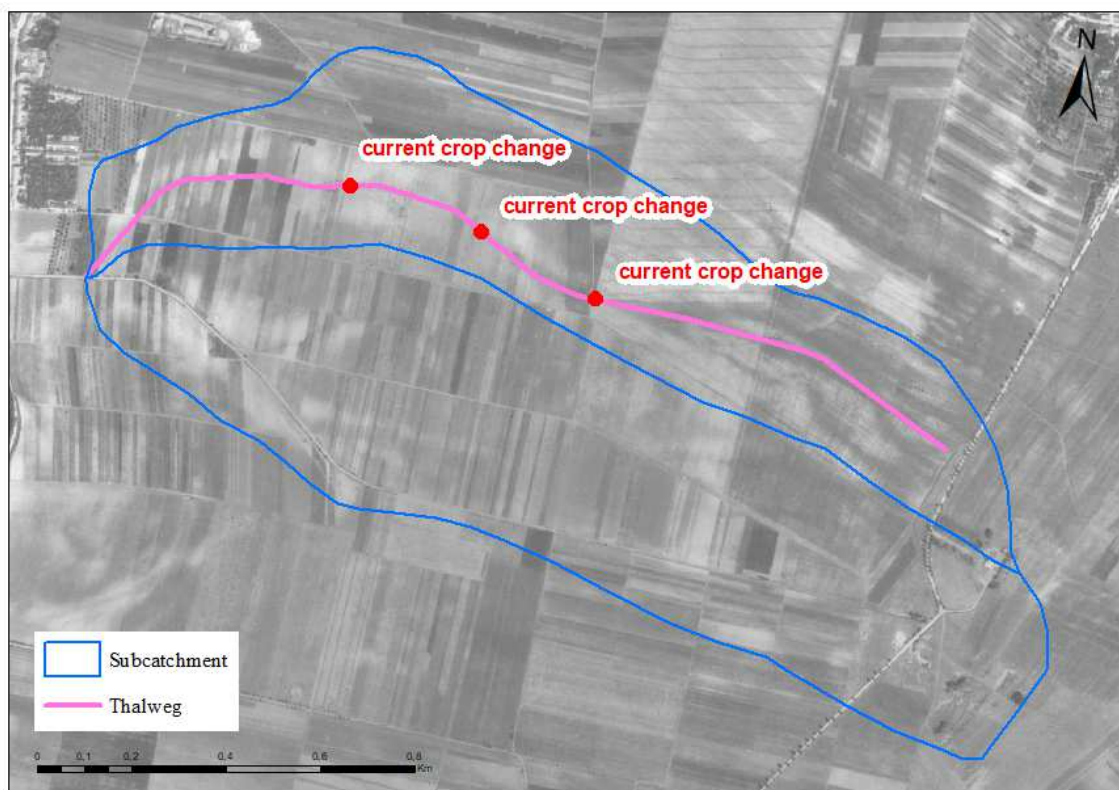 N
current crop change
current crop change
current crop change
Subcatchment
Thalweg
0 0,1 0,2 0,4 0,6 0,8
Km